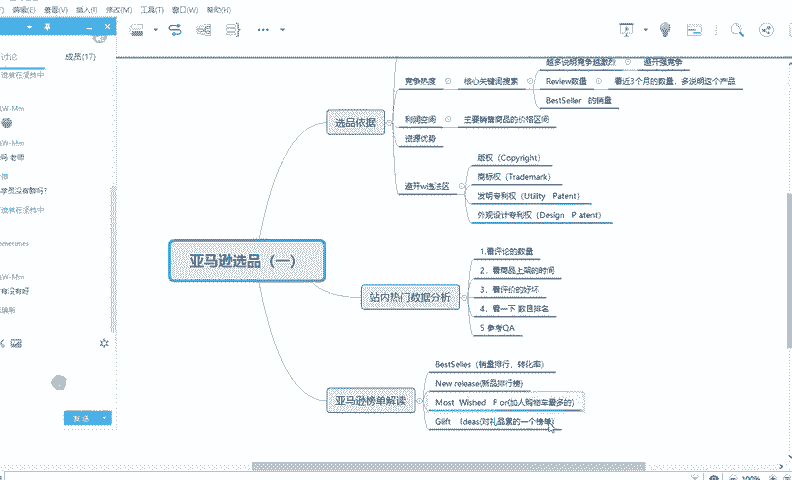 编辑(E) 查看(V) 插入(I) 修改(M) 工具(T) 窗口(W) 帮助(H)
讨论
成员(17)
越多说明竞争越激烈
避开强竞争
竞争热度
核心关键词搜索
Review数量
看近3个月的数量，多说明这个产品
BestSeller 的销量
选品依据
利润空间
主要销售商品的价格区间
资源优势
版权（Copyright）
商标权（Trademark）
避开w违法区
发明专利权（Utility Patent）
外观设计专利权（Design P atent）
亚马逊选品（一）
1.看评论的数量
2、看商品上架的时间
站内热门数据分析
3、看评价的好坏
4、看一下 数目排名
5 参考QA
BestSelles（销量排行，转化率）
New release(新品排行榜)
亚马逊榜单解读
Most Wished F or(加入购物车最多的)
Gift Ideas(对礼品累的一个榜单)
发送
100%